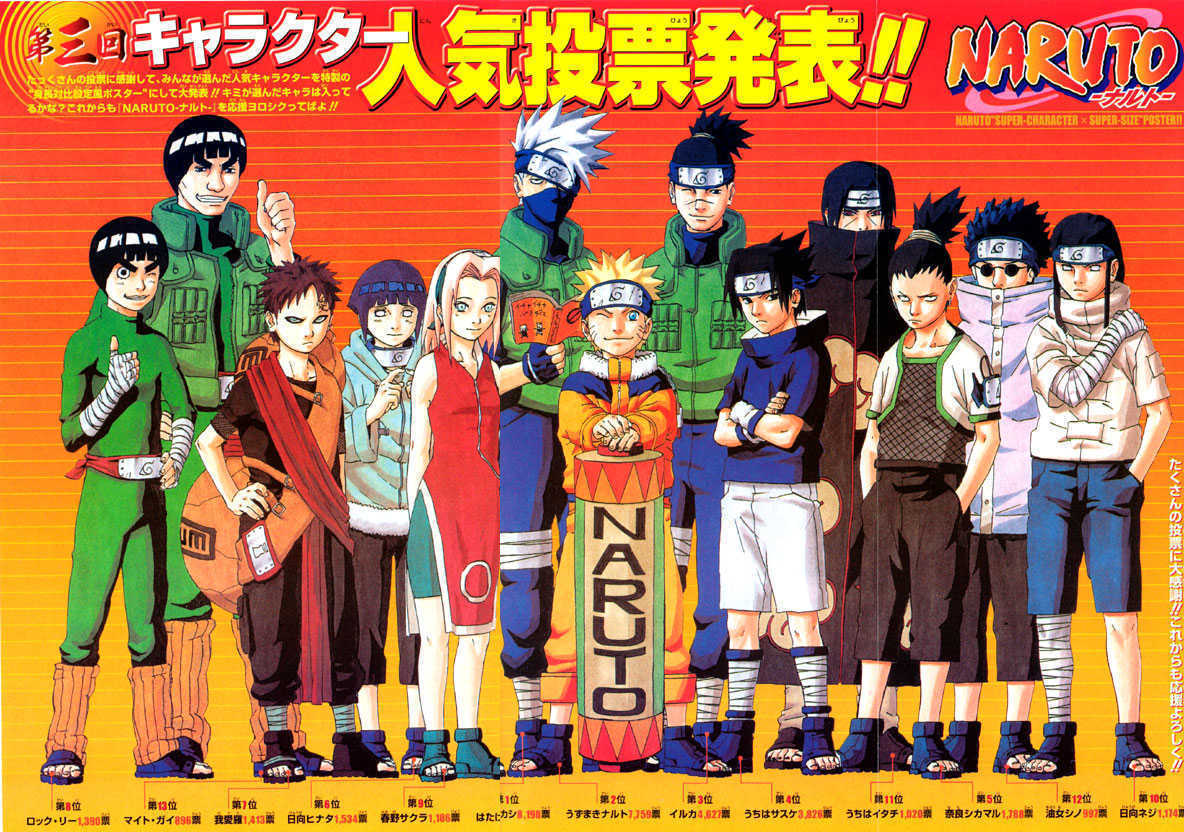 第三回キャラクター人気投票発表!!
たっくさんの投票に感謝して、みんなが選んだ人気キャラクターを特製の
"身長対比設定風ポスター"にして大発表!!キミが選んだキャラは入って
るかな?これからも『NARUTO-ナルト-』を応援ヨロシクってばよ!!
NARUTO
-ナルト-
NARUTO"SUPER-CHARACTER×SUPER-SIZE"POSTER!!
NARUTO
たくさんの投票に大感謝!!これからも応援よろしく!!
第8位
ロック・リー1,390票
第13位
マイト・ガイ896票
第7位
我愛羅1,413票
第6位
日向ヒナタ1,534票
第9位
春野サクラ1,186票
1位
はたけカシ8,198票
第2位
うずまきナルト7,759票
第3位
イルカ4,627票
第4位
うちはサスケ3,826票
第11位
うちはイタチ1,020票
第5位
奈良シカマル1,788票
第12位
油女シノ997票
第10位
日向ネジ1,174票